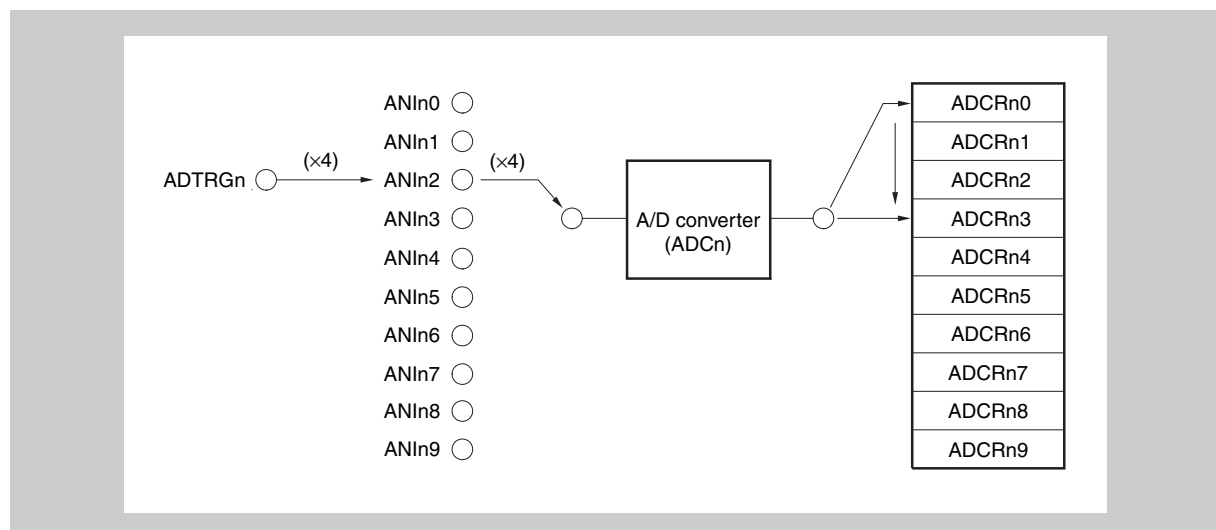 ADTRGn
(×4)
ANIn0
ANIn1
ANIn2
ANIn3
ANIn4
ANIn5
ANIn6
ANIn7
ANIn8
ANIn9
(×4)
A/D converter
(ADCn)
ADCRn0
ADCRn1
ADCRn2
ADCRn3
ADCRn4
ADCRn5
ADCRn6
ADCRn7
ADCRn8
ADCRn9